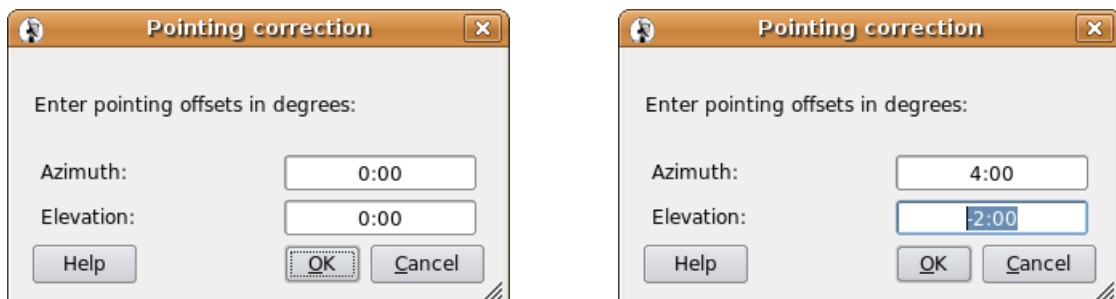 Pointing correction
Enter pointing offsets in degrees:
Azimuth: 0:00
Elevation: 0:00
Help OK Cancel
Pointing correction
Enter pointing offsets in degrees:
Azimuth: 4:00
Elevation: -2:00
Help OK Cancel